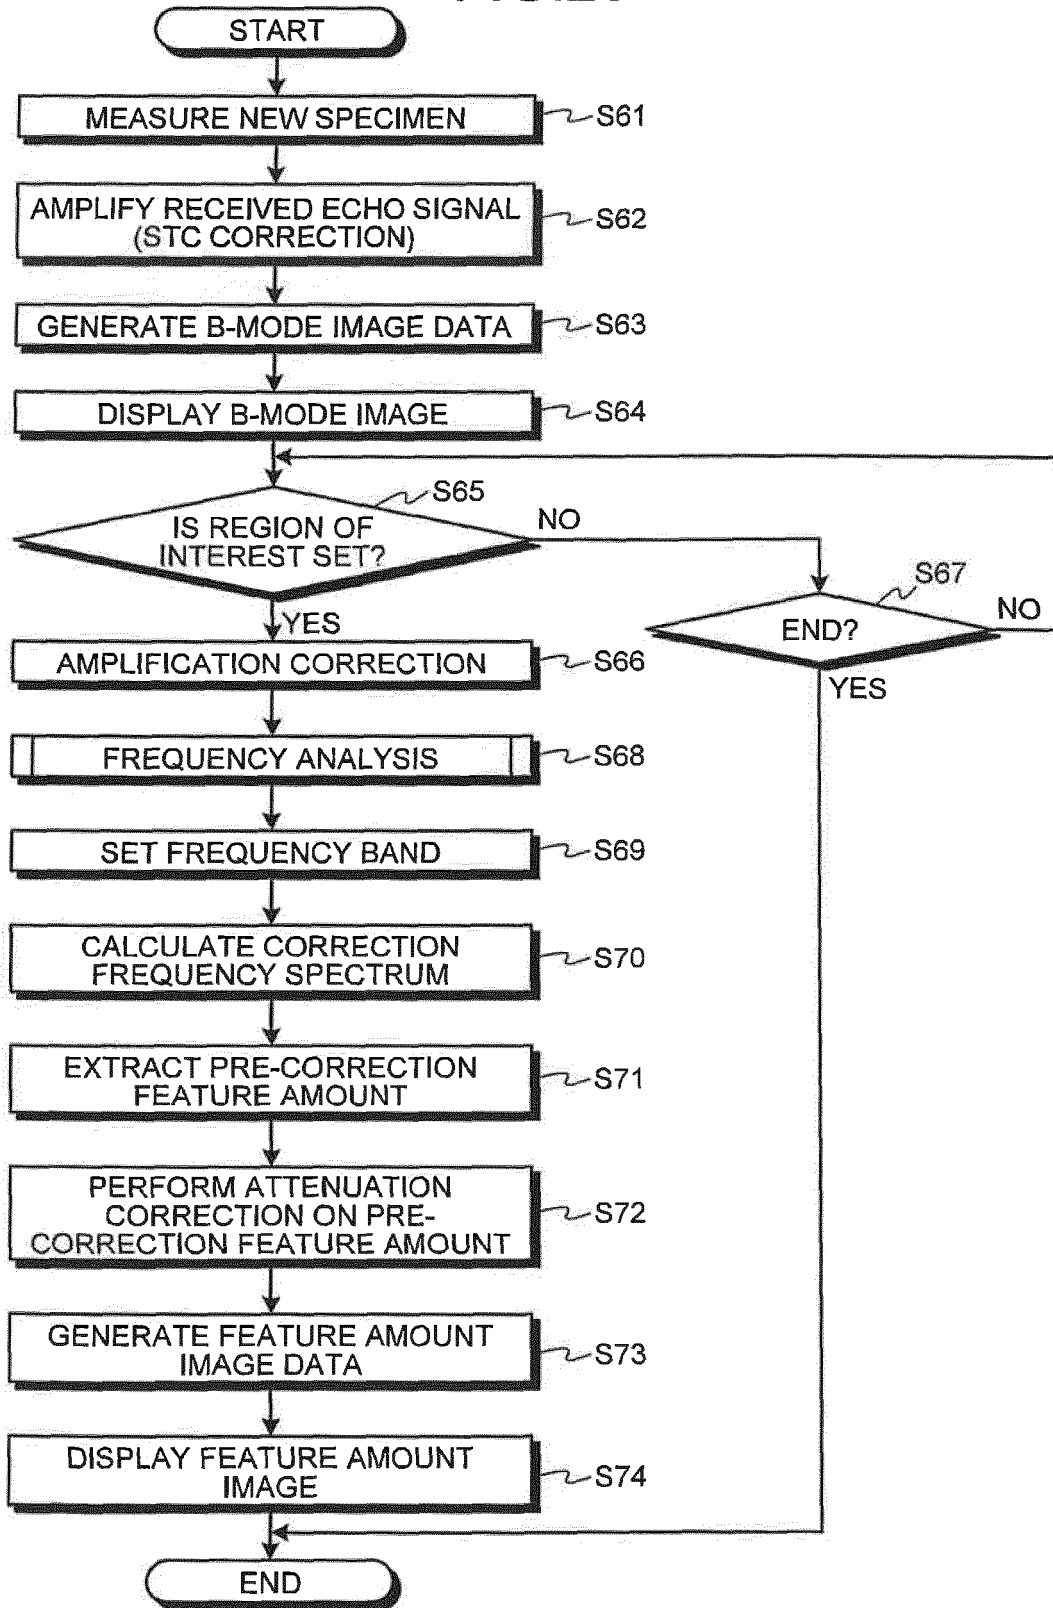 START
MEASURE NEW SPECIMEN
S61
AMPLIFY RECEIVED ECHO SIGNAL
(STC CORRECTION)
S62
GENERATE B-MODE IMAGE DATA
S63
DISPLAY B-MODE IMAGE
S64
S65
IS REGION OF
INTEREST SET?
NO
S67
END?
NO
YES
YES
AMPLIFICATION CORRECTION
S66
FREQUENCY ANALYSIS
S68
SET FREQUENCY BAND
S69
CALCULATE CORRECTION
FREQUENCY SPECTRUM
S70
EXTRACT PRE-CORRECTION
FEATURE AMOUNT
S71
PERFORM ATTENUATION
CORRECTION ON PRE-
CORRECTION FEATURE AMOUNT
S72
GENERATE FEATURE AMOUNT
IMAGE DATA
S73
DISPLAY FEATURE AMOUNT
IMAGE
S74
END